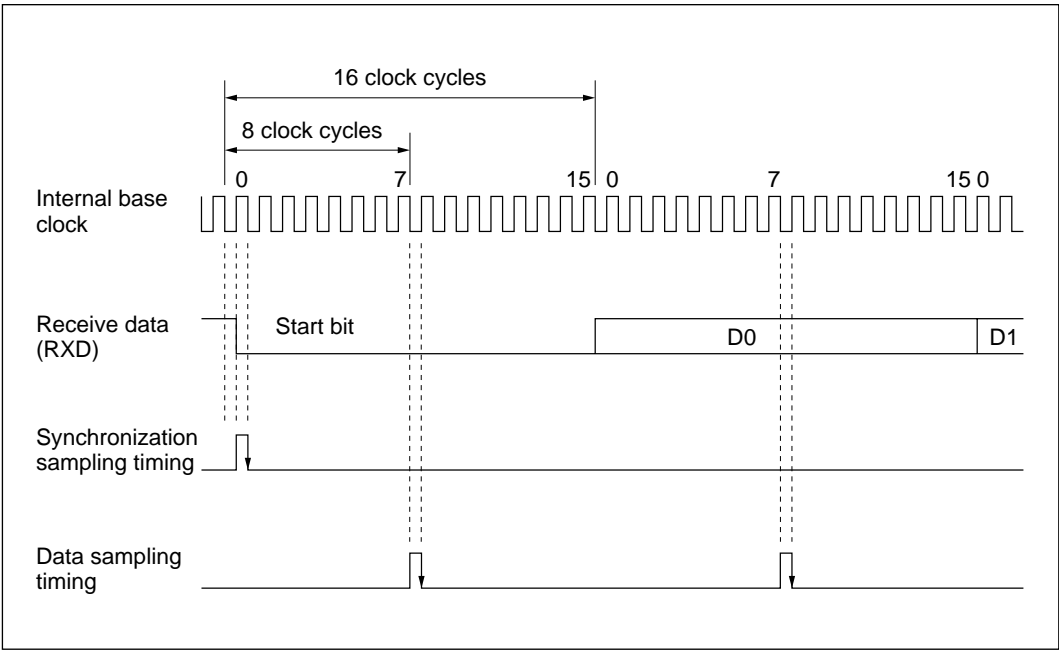 16 clock cycles
8 clock cycles
0 7 15 0 7 15 0
Internal base
clock
Receive data
(RXD)
Start bit
D0
D1
Synchronization
sampling timing
Data sampling
timing